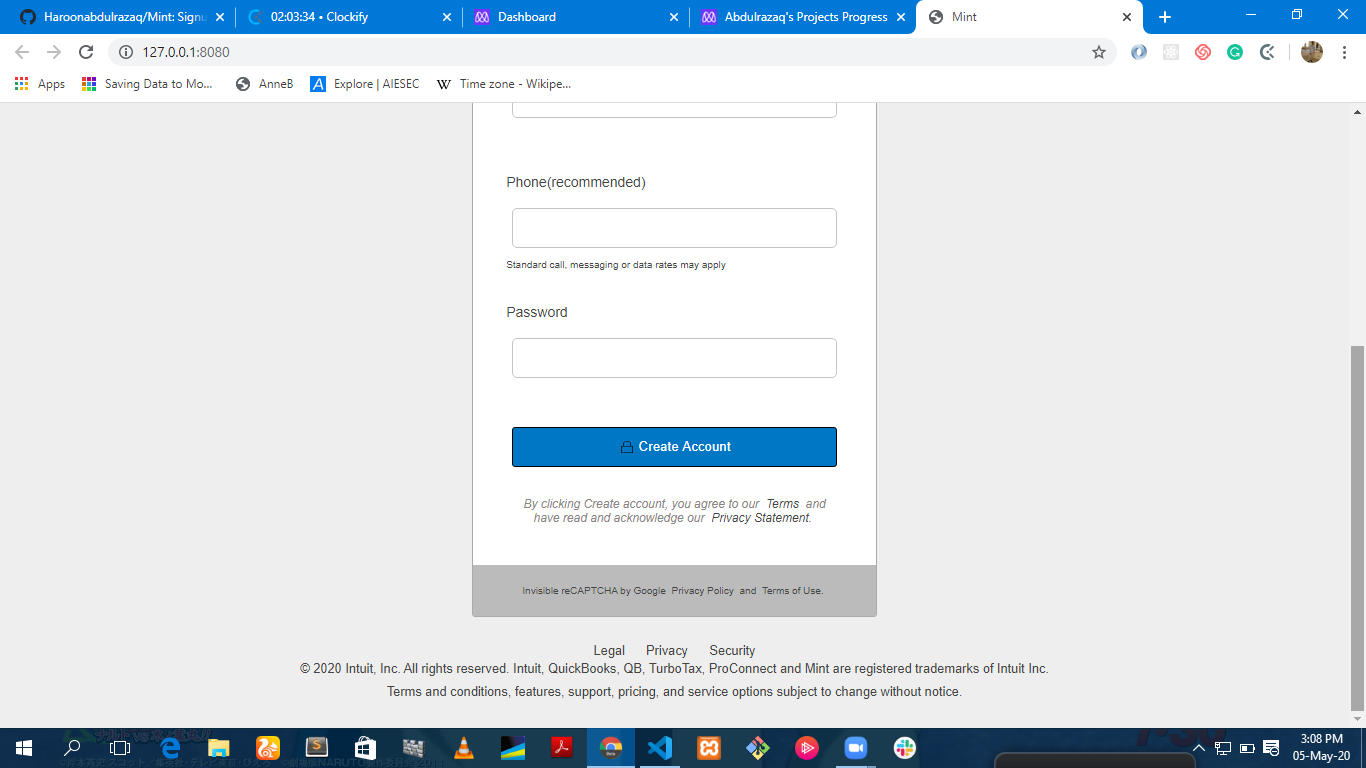 Haroonabdulrazaq/Mint: Signu
02:03:34 • Clockify
Dashboard
Abdulrazaq's Projects Progress
Mint
127.0.0.1:8080
Apps
Saving Data to Mo...
AnneB
Explore | AIESEC
Time zone - Wikipe...
Phone(recommended)
Standard call, messaging or data rates may apply
Password
Create Account
By clicking Create account, you agree to our Terms and
have read and acknowledge our Privacy Statement.
Invisible reCAPTCHA by Google Privacy Policy and Terms of Use.
Legal Privacy Security
© 2020 Intuit, Inc. All rights reserved. Intuit, QuickBooks, QB, TurboTax, ProConnect and Mint are registered trademarks of Intuit Inc.
Terms and conditions, features, support, pricing, and service options subject to change without notice.
3:08 PM
05-May-20